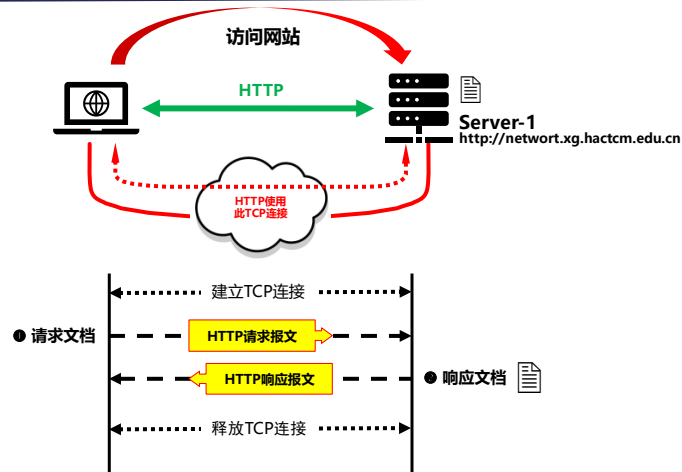 访问网站
HTTP
Server-1
http://networt.xg.hactcm.edu.cn
HTTP使用
此TCP连接
建立TCP连接
❶ 请求文档
HTTP请求报文
HTTP响应报文
❷ 响应文档
释放TCP连接